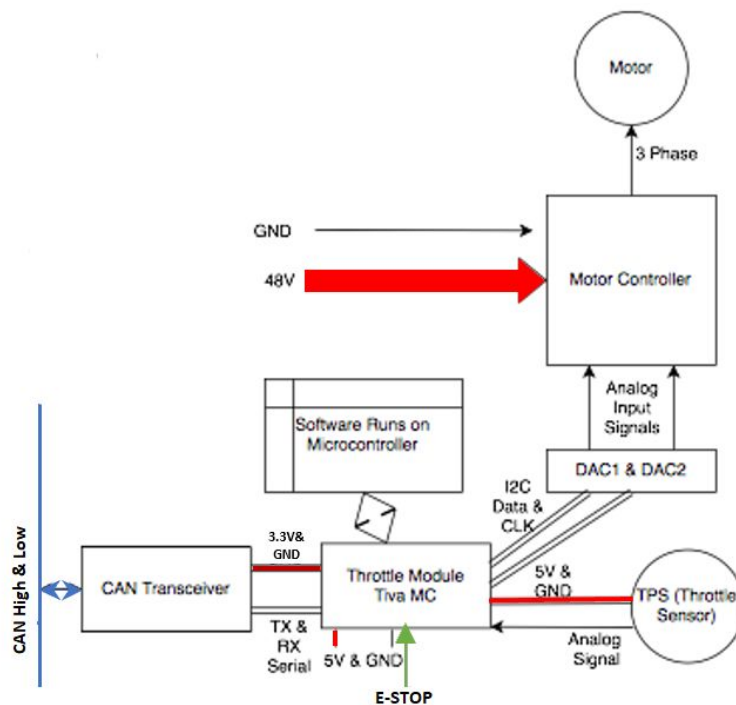 Motor
3 Phase
GND
48V
Motor Controller
Analog
Input
Signals
Software Runs on
Microcontroller
DAC1 & DAC2
I2C
Data &
CLK
3.3V&
GND
CAN High & Low
CAN Transceiver
Throttle Module
Tiva MC
5V &
GND
TPS (Throttle
Sensor)
TX &
RX
Serial
5V & GND
Analog
Signal
E-STOP